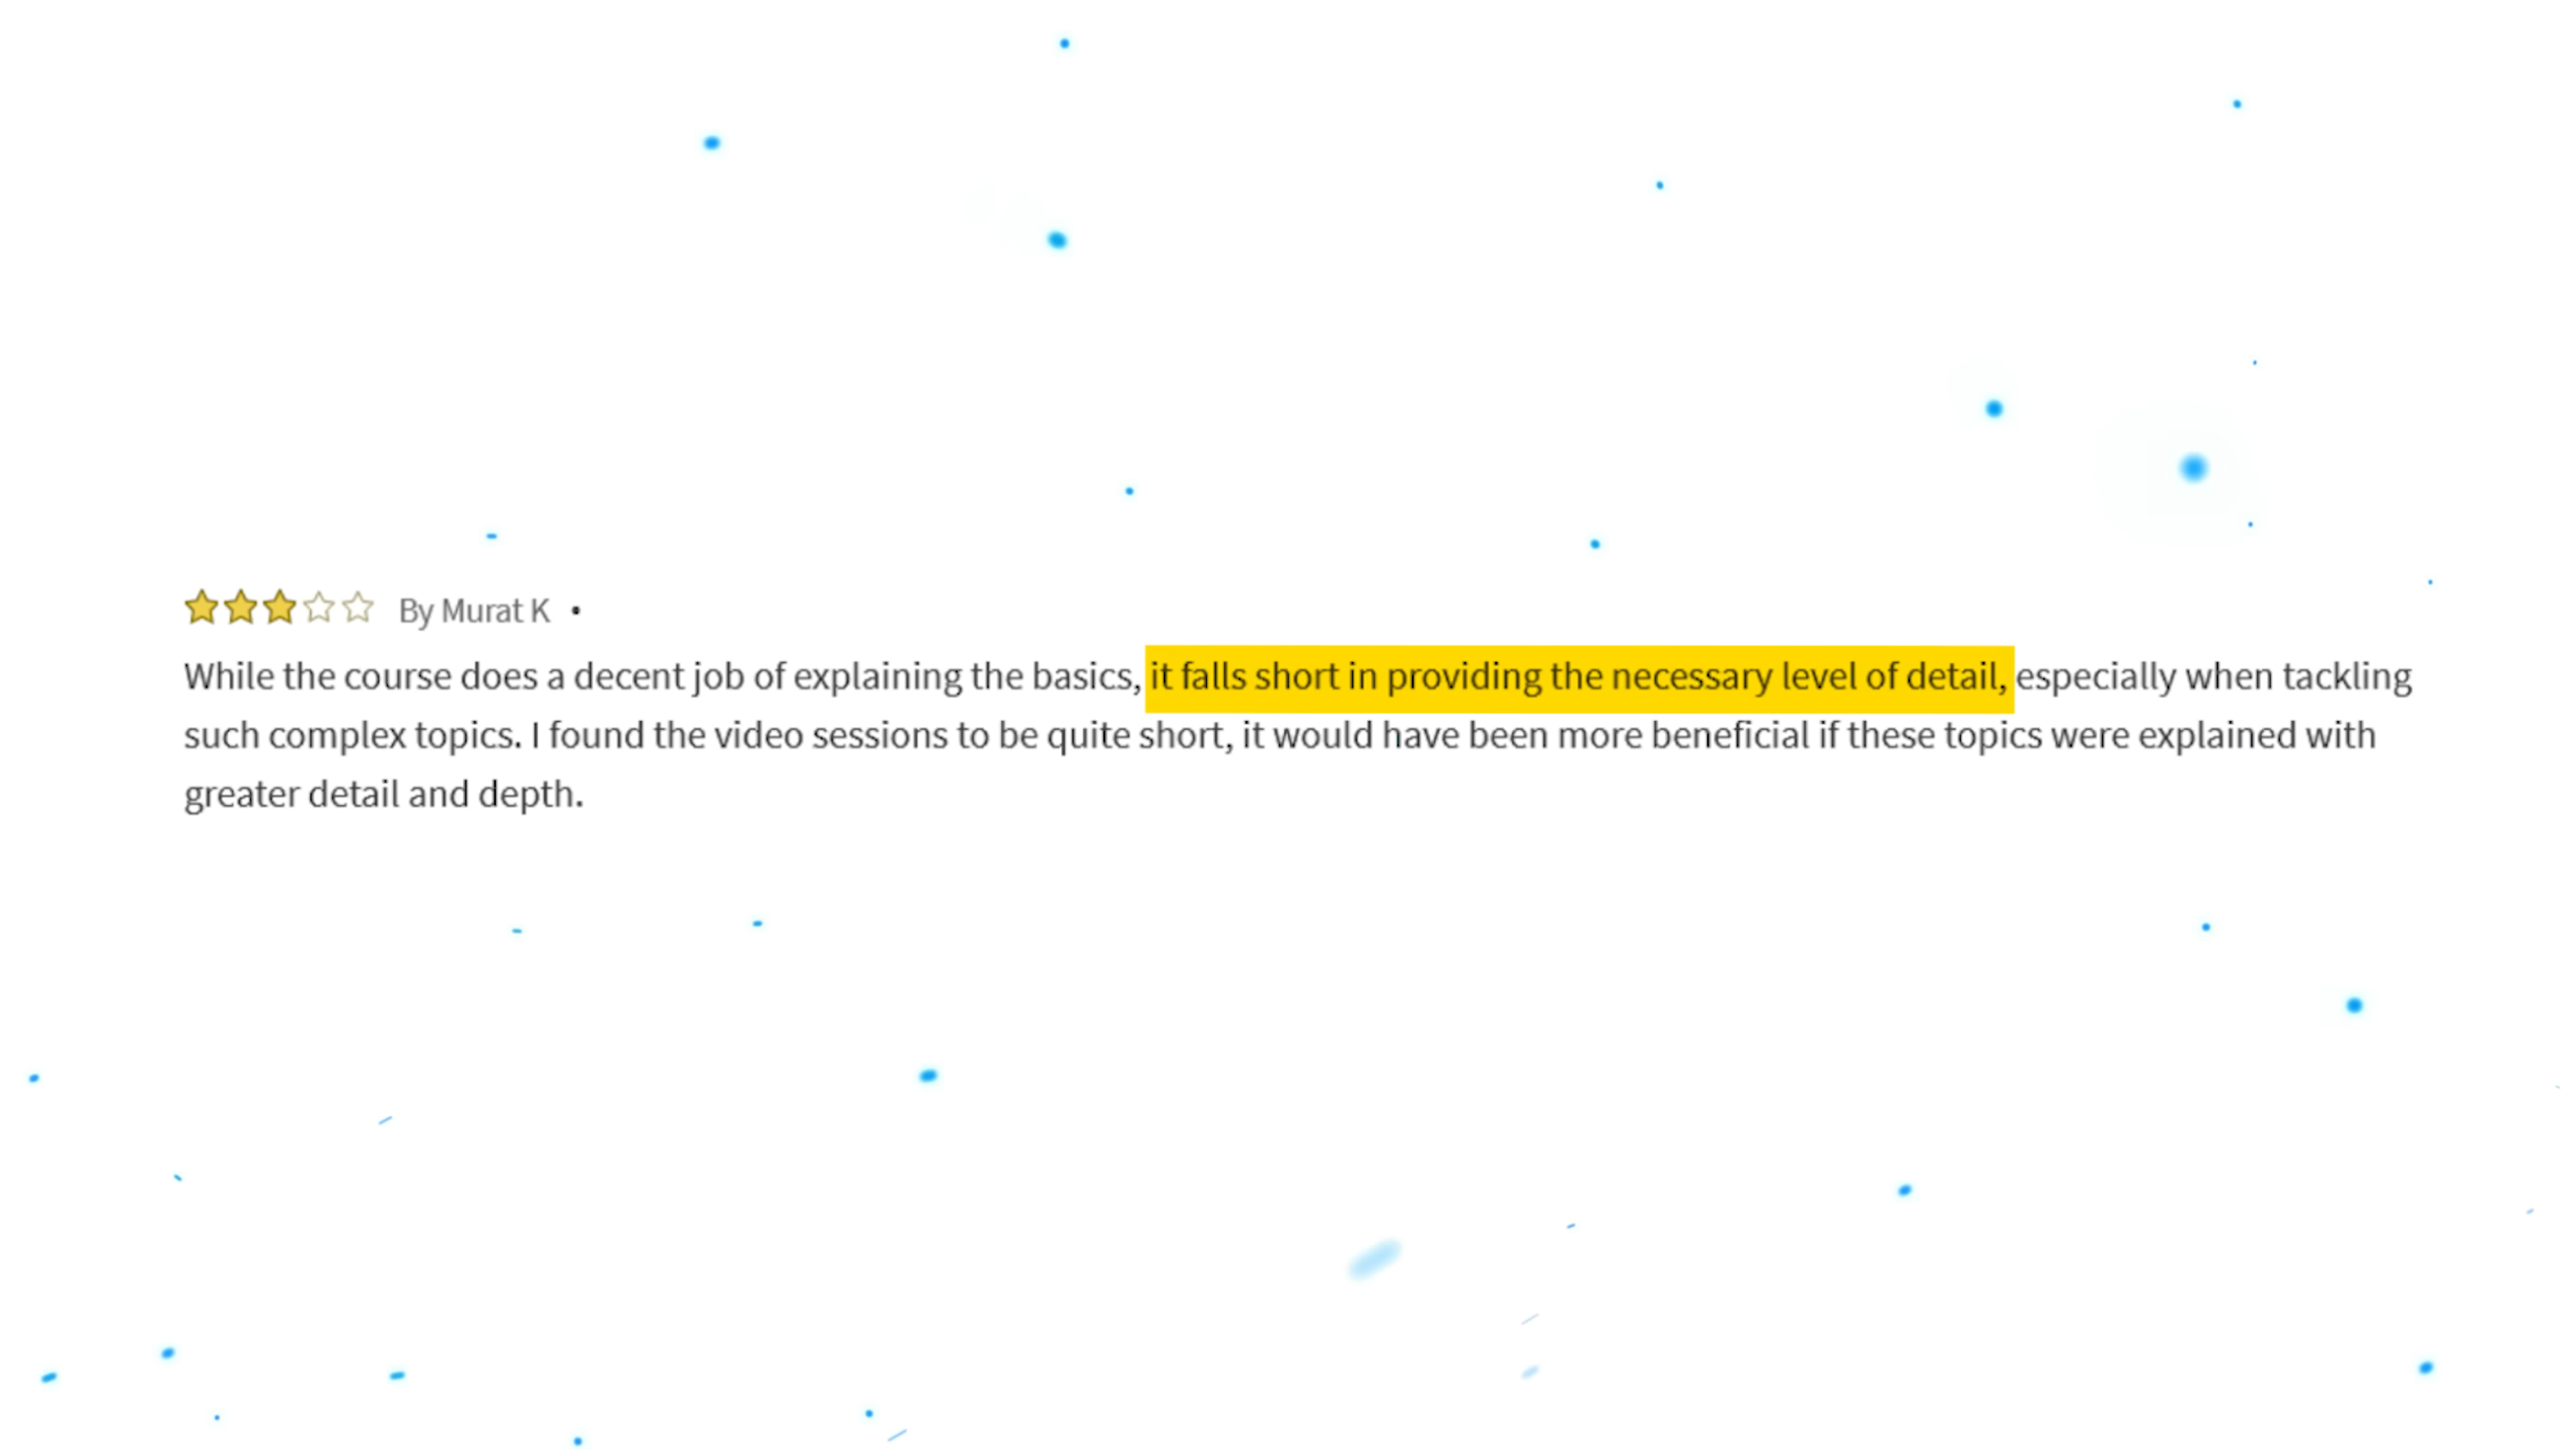 By Murat K •
While the course does a decent job of explaining the basics, it falls short in providing the necessary level of detail, especially when tackling
such complex topics. I found the video sessions to be quite short, it would have been more beneficial if these topics were explained with
greater detail and depth.